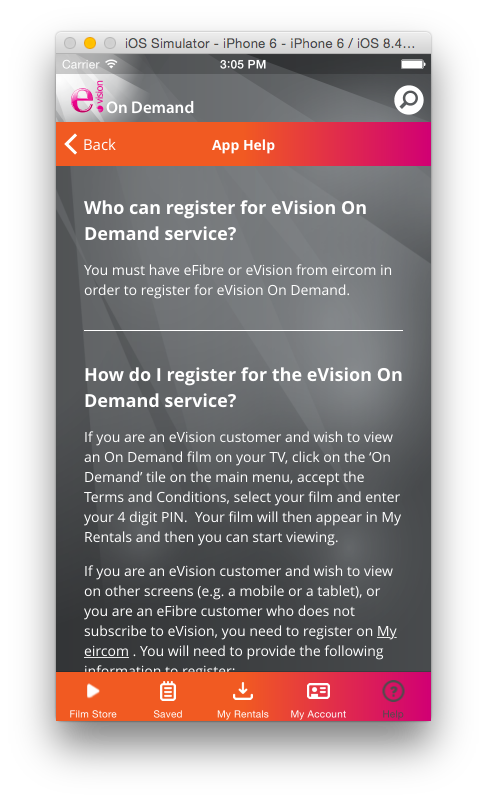 iOS Simulator - iPhone 6 - iPhone 6 / iOS 8.4...
Carrier 3:05 PM
e vision On Demand
Back App Help
Who can register for eVision On
Demand service?
You must have eFibre or eVision from eircom in
order to register for eVision On Demand.
How do I register for the eVision On
Demand service?
If you are an eVision customer and wish to view
an On Demand film on your TV, click on the ‘On
Demand’ tile on the main menu, accept the
Terms and Conditions, select your film and enter
your 4 digit PIN.  Your film will then appear in My
Rentals and then you can start viewing.
If you are an eVision customer and wish to view
on other screens (e.g. a mobile or a tablet), or
you are an eFibre customer who does not
subscribe to eVision, you need to register on My
eircom . You will need to provide the following
information to register:
Film Store Saved My Rentals My Account Help